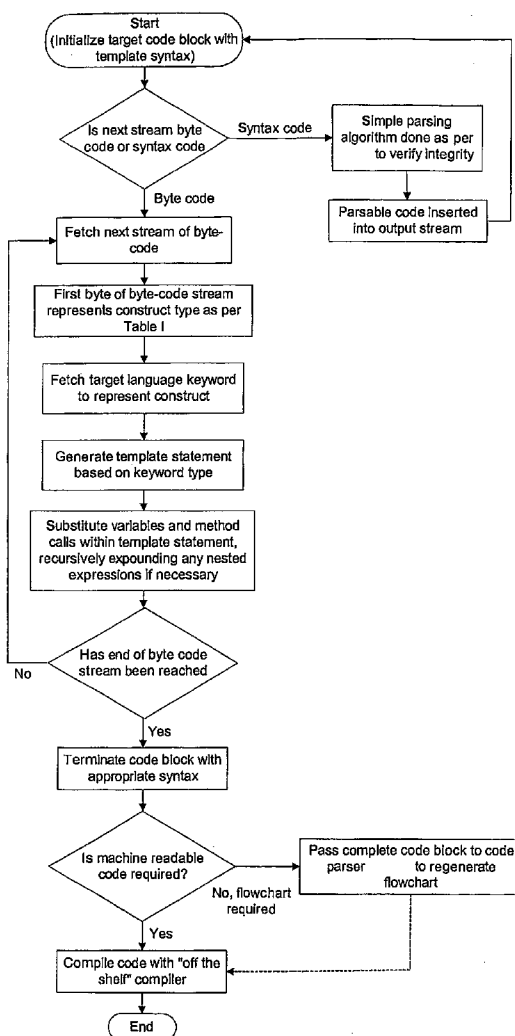 Start
(Initialize target code block with
template syntax)
Is next stream byte
code or syntax code
Syntax code
Simple parsing
algorithm done as per
to verify integrity
Parsable code inserted
into output stream
Byte code
Fetch next stream of byte-
code
First byte of byte-code stream
represents construct type as per
Table I
Fetch target language keyword
to represent construct
Generate template statement
based on keyword type
Substitute variables and method
calls within template statement,
recursively expounding any nested
expressions if necessary
Has end of byte code
stream been reached
No
Yes
Terminate code block with
appropriate syntax
Is machine readable
code required?
No, flowchart
required
Pass complete code block to code
parser to regenerate
flowchart
Yes
Compile code with "off the
shelf" compiler
End